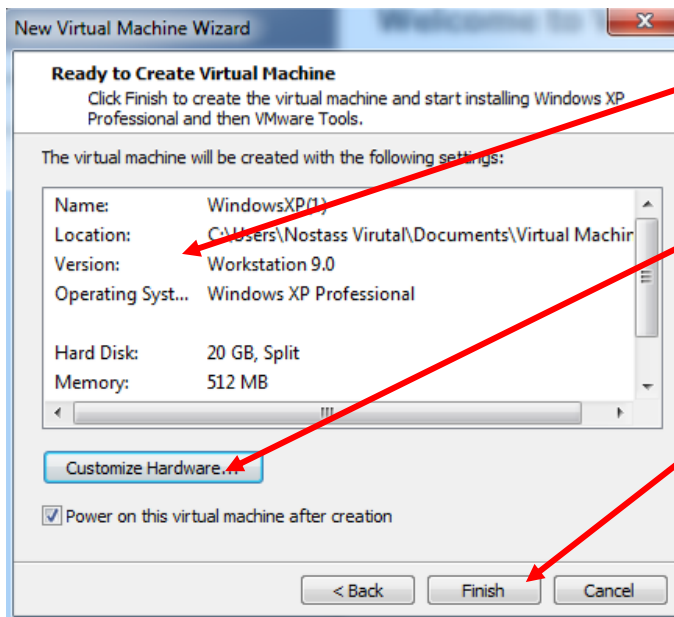 New Virtual Machine Wizard
Welcome to V
Ready to Create Virtual Machine
Click Finish to create the virtual machine and start installing Windows XP
Professional and then VMware Tools.
The virtual machine will be created with the following settings:
Name: WindowsXP(1)
Location: C:\Users\Nostass Virutal\Documents\Virtual Machin
Version: Workstation 9.0
Operating Syst... Windows XP Professional
Hard Disk: 20 GB, Split
Memory: 512 MB
Customize Hardware...
Power on this virtual machine after creation
< Back Finish Cancel